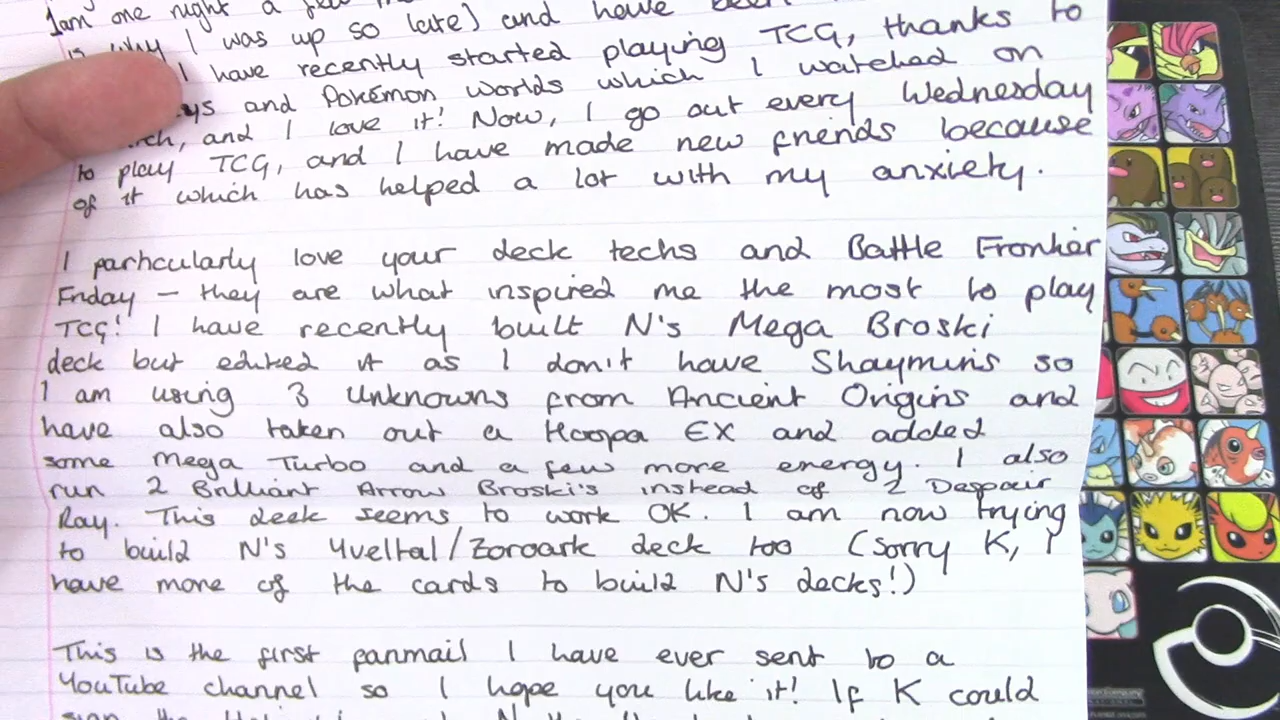 1am one night a few
is why I was up so late) and have been
I have recently started playing TCG, thanks to
and Pokémon Worlds which I watched on
and I love it! Now, I go out every Wednesday
to play TCG, and I have made new friends because
of it which has helped a lot with my anxiety.
I particularly love your deck techs and Battle Frontier
Friday - they are what inspired me the most to play
TCG! I have recently built N's Mega Broski
deck but edited it as I don't have Shaymins so
I am using 3 Unknowns from Ancient Origins and
have also taken out a Hoopa EX and added
some Mega Turbo and a few more energy. I also
run 2 Brilliant Arrow Broski's instead of 2 Despair
Ray. This deck seems to work OK. I am now trying
to build N's Yveltal/Zoroark deck too (sorry K, I
have more of the cards to build N's decks!)
This is the first panmail I have ever sent to a
YouTube channel so I hope you like it! If K could